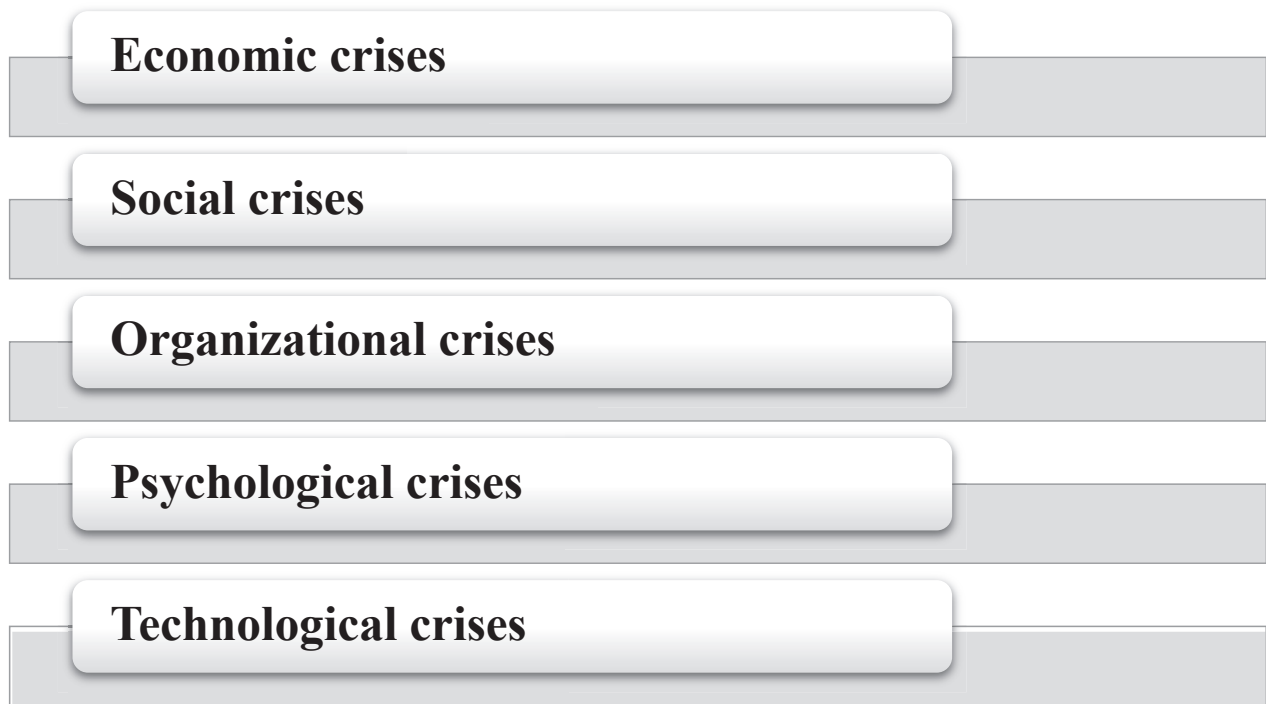 Economic crises
Social crises
Organizational crises
Psychological crises
Technological crises